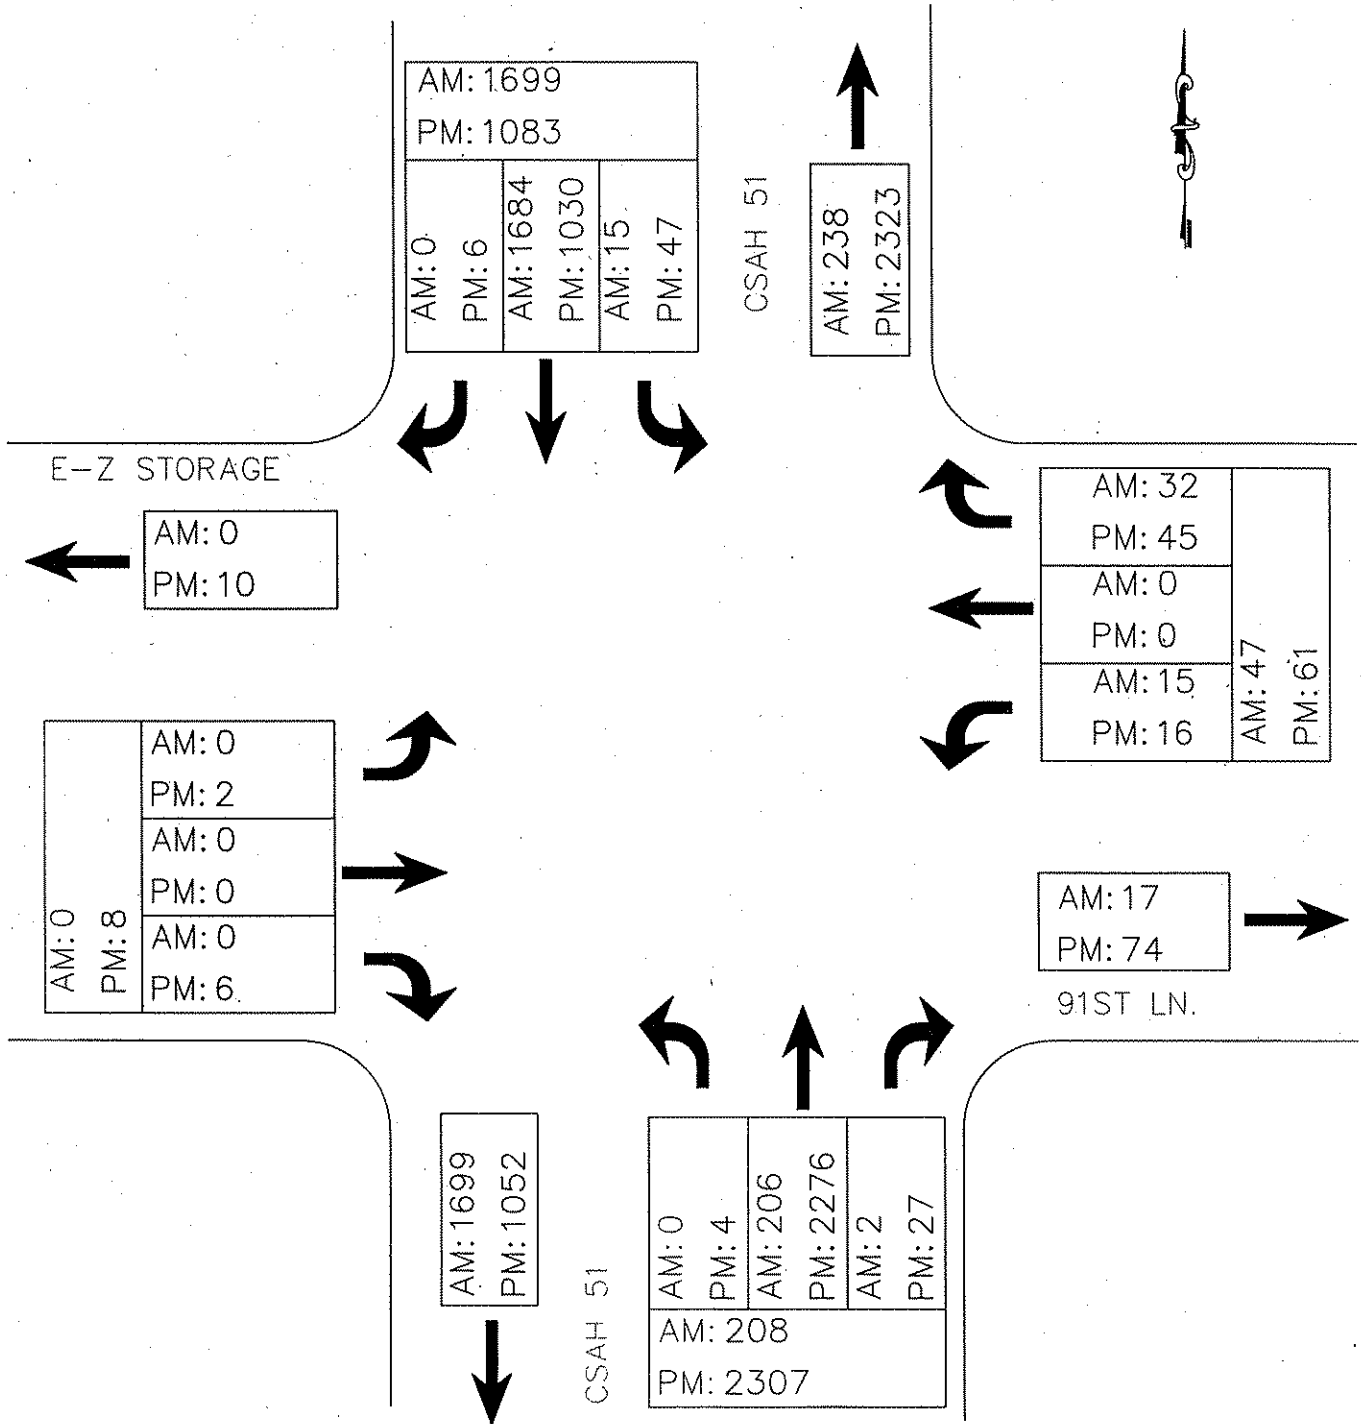 AM: 1699
PM: 1083
AM: 0
PM: 6
AM: 1684
PM: 1030
AM: 15
PM: 47
CSAH 51
AM: 238
PM: 2323
E-Z STORAGE
AM: 0
PM: 10
AM: 32
PM: 45
AM: 0
PM: 0
AM: 15
PM: 16
AM: 47
PM: 61
AM: 0
PM: 8
AM: 0
PM: 2
AM: 0
PM: 0
AM: 0
PM: 6
AM: 17
PM: 74
91ST LN.
AM: 1699
PM: 1052
CSAH 51
AM: 0
PM: 4
AM: 206
PM: 2276
AM: 2
PM: 27
AM: 208
PM: 2307